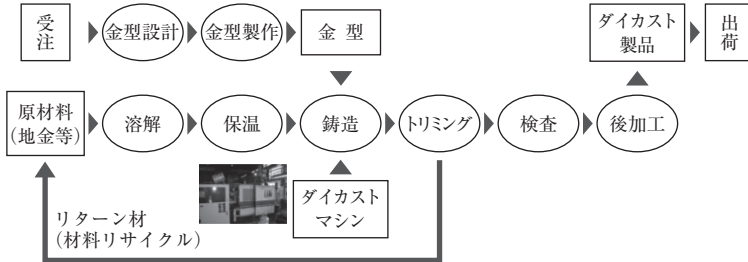 受注
金型設計
金型製作
金型
ダイカスト
製品
出荷
原材料
(地金等)
溶解
保温
鋳造
トリミング
検査
後加工
ダイカスト
マシン
リターン材
(材料リサイクル)